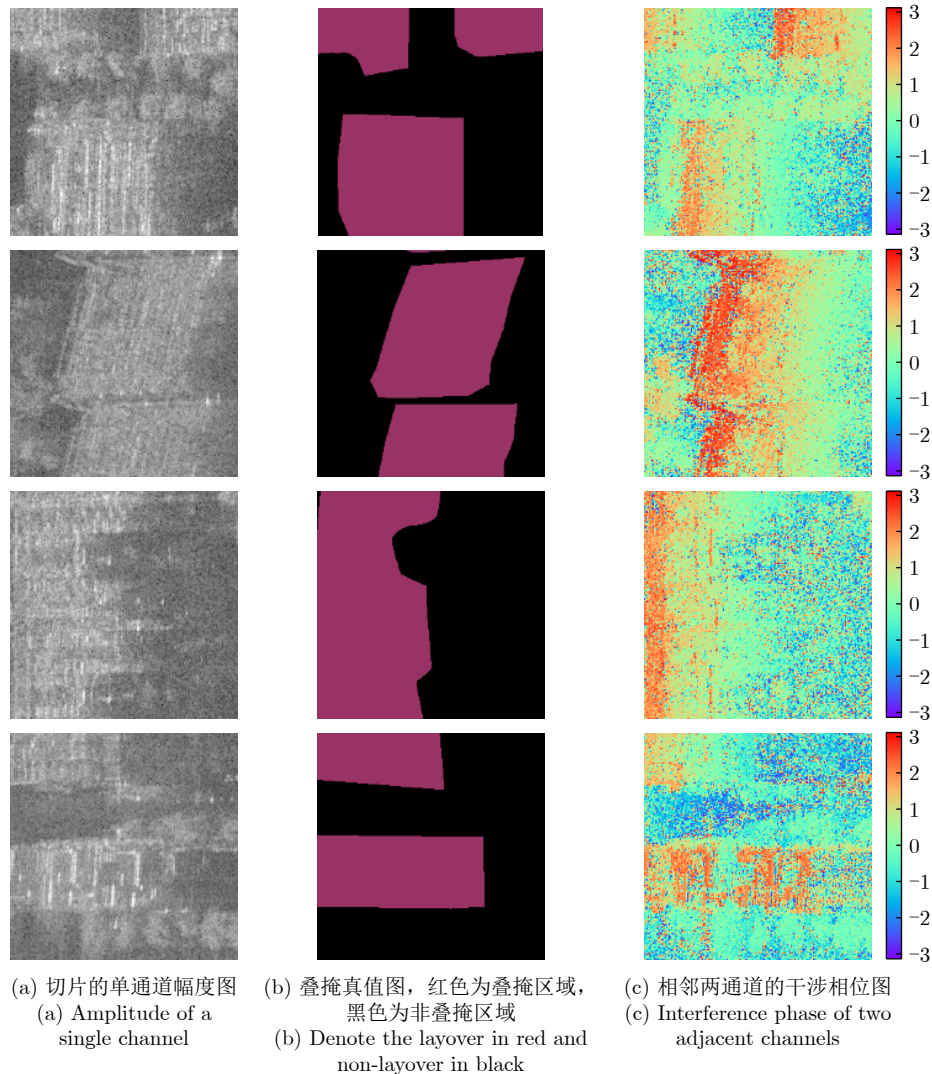 3
2
1
0
−1
−2
−3
3
2
1
0
−1
−2
−3
3
2
1
0
−1
−2
−3
3
2
1
0
−1
−2
−3
(a) 切片的单通道幅度图
(a) Amplitude of a
single channel
(b) 叠掩真值图，红色为叠掩区域，
黑色为非叠掩区域
(b) Denote the layover in red and
non-layover in black
(c) 相邻两通道的干涉相位图
(c) Interference phase of two
adjacent channels